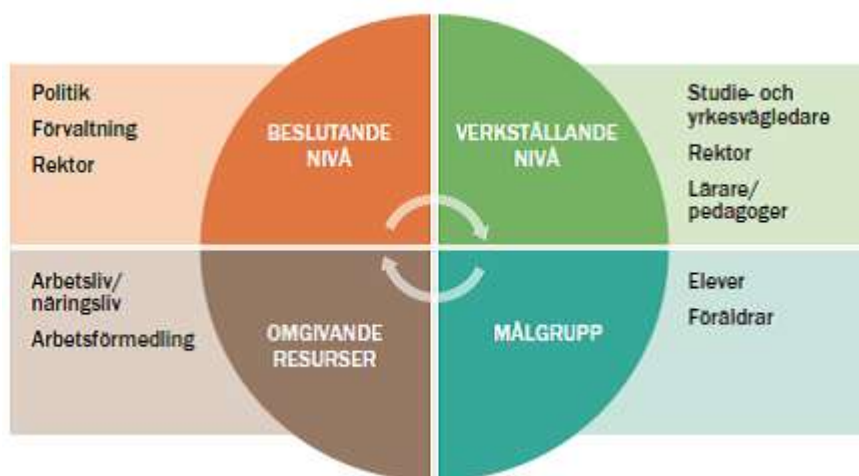 Politik
Förvaltning
Rektor
BESLUTANDE
NIVÅ
VERKSTÄLLANDE
NIVÅ
Studie- och
yrkesvägledare
Rektor
Lärare/
pedagoger
Arbetsliv/
näringsliv
Arbetsförmedling
OMGIVANDE
RESURSER
MÅLGRUPP
Elever
Föräldrar